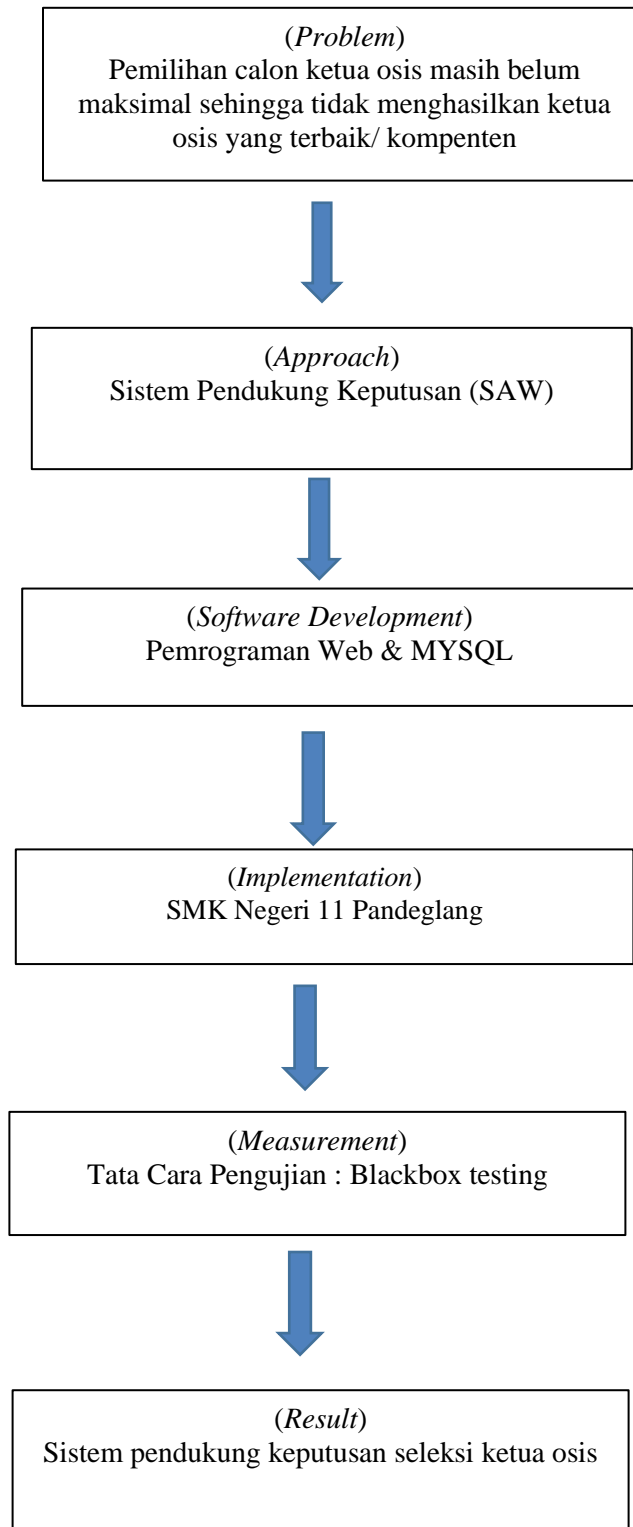 (Problem)
Pemilihan calon ketua osis masih belum
maksimal sehingga tidak menghasilkan ketua
osis yang terbaik/ kompenten
(Approach)
Sistem Pendukung Keputusan (SAW)
(Software Development)
Pemrograman Web & MYSQL
(Implementation)
SMK Negeri 11 Pandeglang
(Measurement)
Tata Cara Pengujian : Blackbox testing
(Result)
Sistem pendukung keputusan seleksi ketua osis